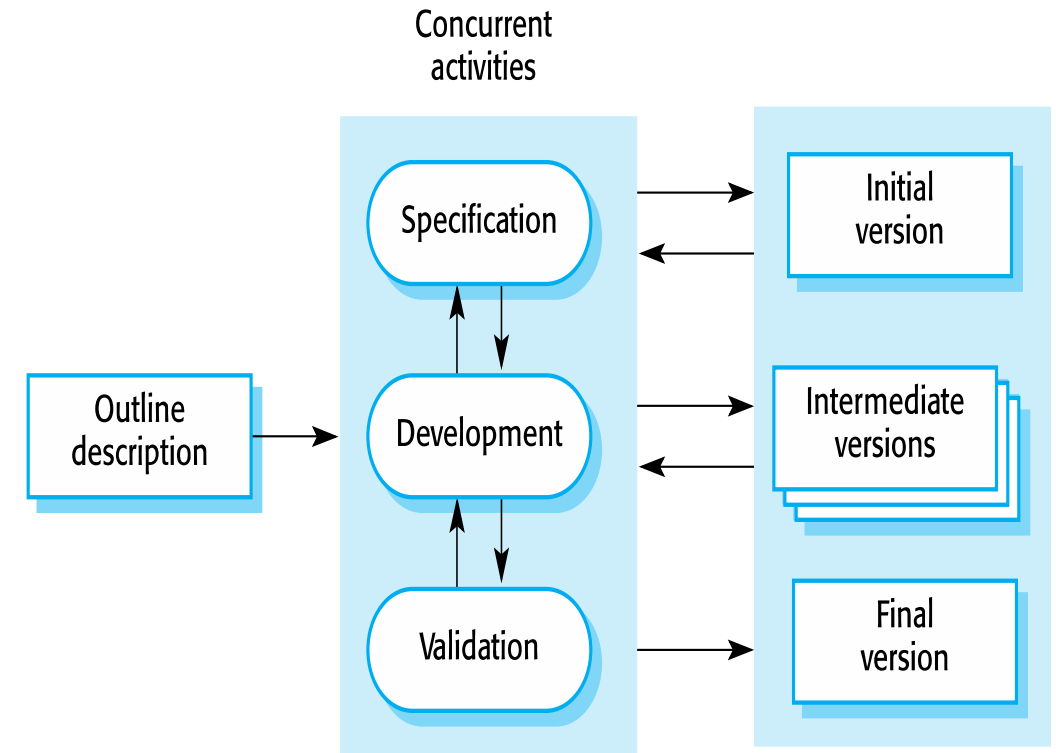 Concurrent
activities
Outline
description
Specification
Development
Validation
Initial
version
Intermediate
versions
Final
version